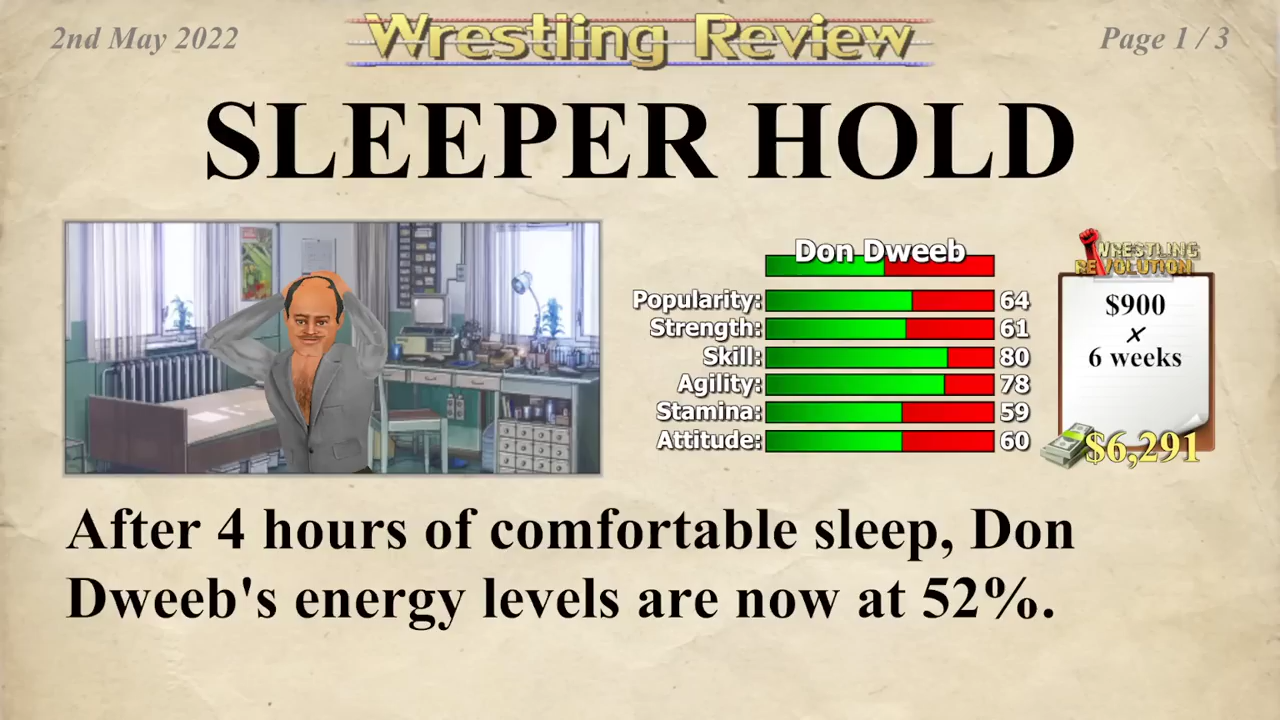 2nd May 2022
Wrestling Review
Page 1 / 3
SLEEPER HOLD
Don Dweeb
Popularity: 64
Strength: 61
Skill: 80
Agility: 78
Stamina: 59
Attitude: 60
WRESTLING
REVOLUTION
$900
x
6 weeks
$6,291
After 4 hours of comfortable sleep, Don
Dweeb's energy levels are now at 52%.